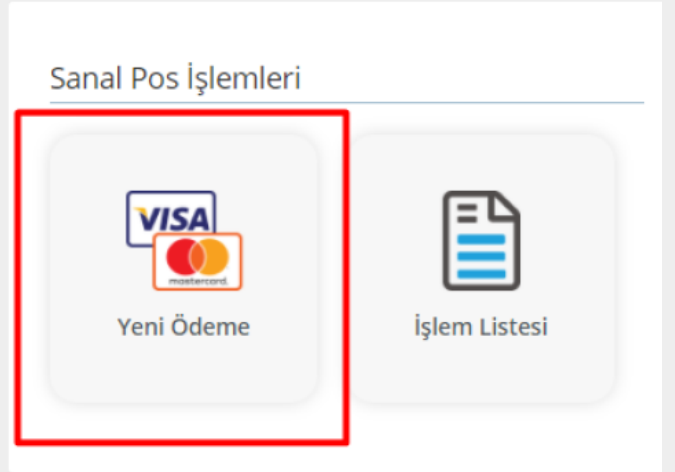 Sanal Pos İşlemleri
VISA
mastercard.
Yeni Ödeme
İşlem Listesi